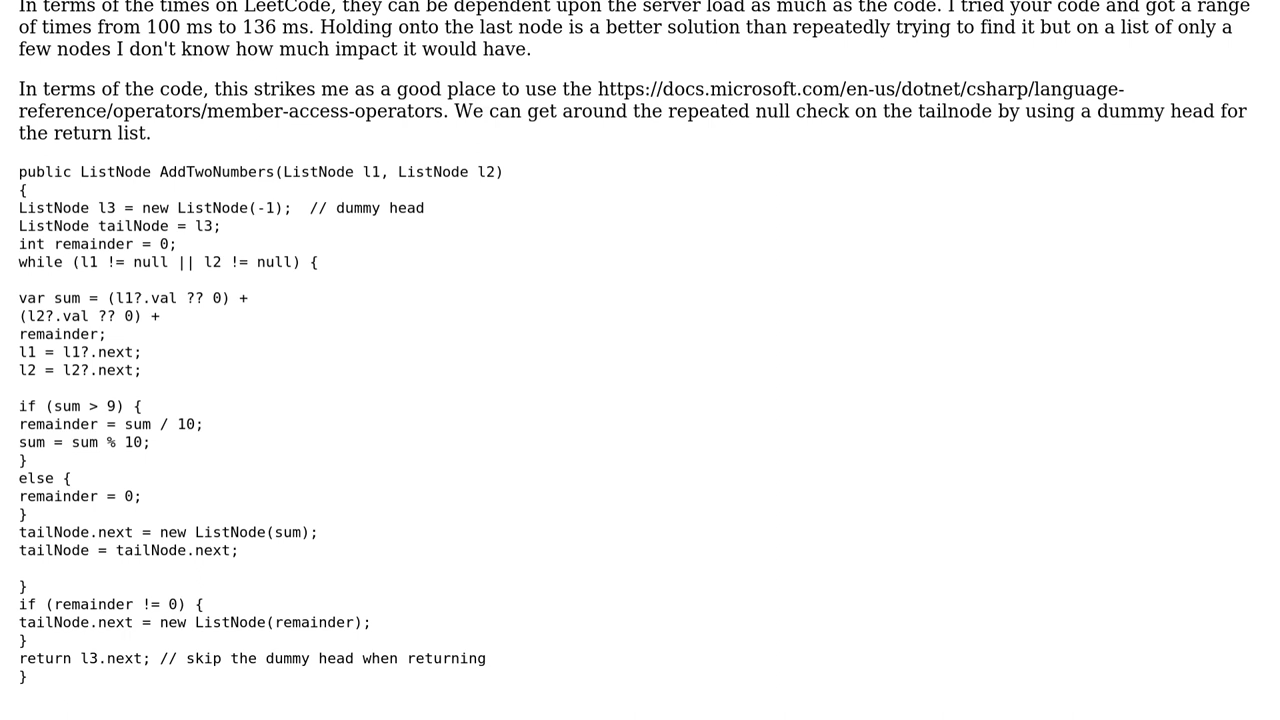 In terms of the times on LeetCode, they can be dependent upon the server load as much as the code. I tried your code and got a range
of times from 100 ms to 136 ms. Holding onto the last node is a better solution than repeatedly trying to find it but on a list of only a
few nodes I don't know how much impact it would have.
In terms of the code, this strikes me as a good place to use the https://docs.microsoft.com/en-us/dotnet/csharp/language-
reference/operators/member-access-operators. We can get around the repeated null check on the tailnode by using a dummy head for
the return list.
public ListNode AddTwoNumbers(ListNode l1, ListNode l2)
{
ListNode l3 = new ListNode(-1);  // dummy head
ListNode tailNode = l3;
int remainder = 0;
while (l1 != null || l2 != null) {
var sum = (l1?.val ?? 0) +
(l2?.val ?? 0) +
remainder;
l1 = l1?.next;
l2 = l2?.next;
if (sum > 9) {
remainder = sum / 10;
sum = sum % 10;
}
else {
remainder = 0;
}
tailNode.next = new ListNode(sum);
tailNode = tailNode.next;
}
if (remainder != 0) {
tailNode.next = new ListNode(remainder);
}
return l3.next; // skip the dummy head when returning
}